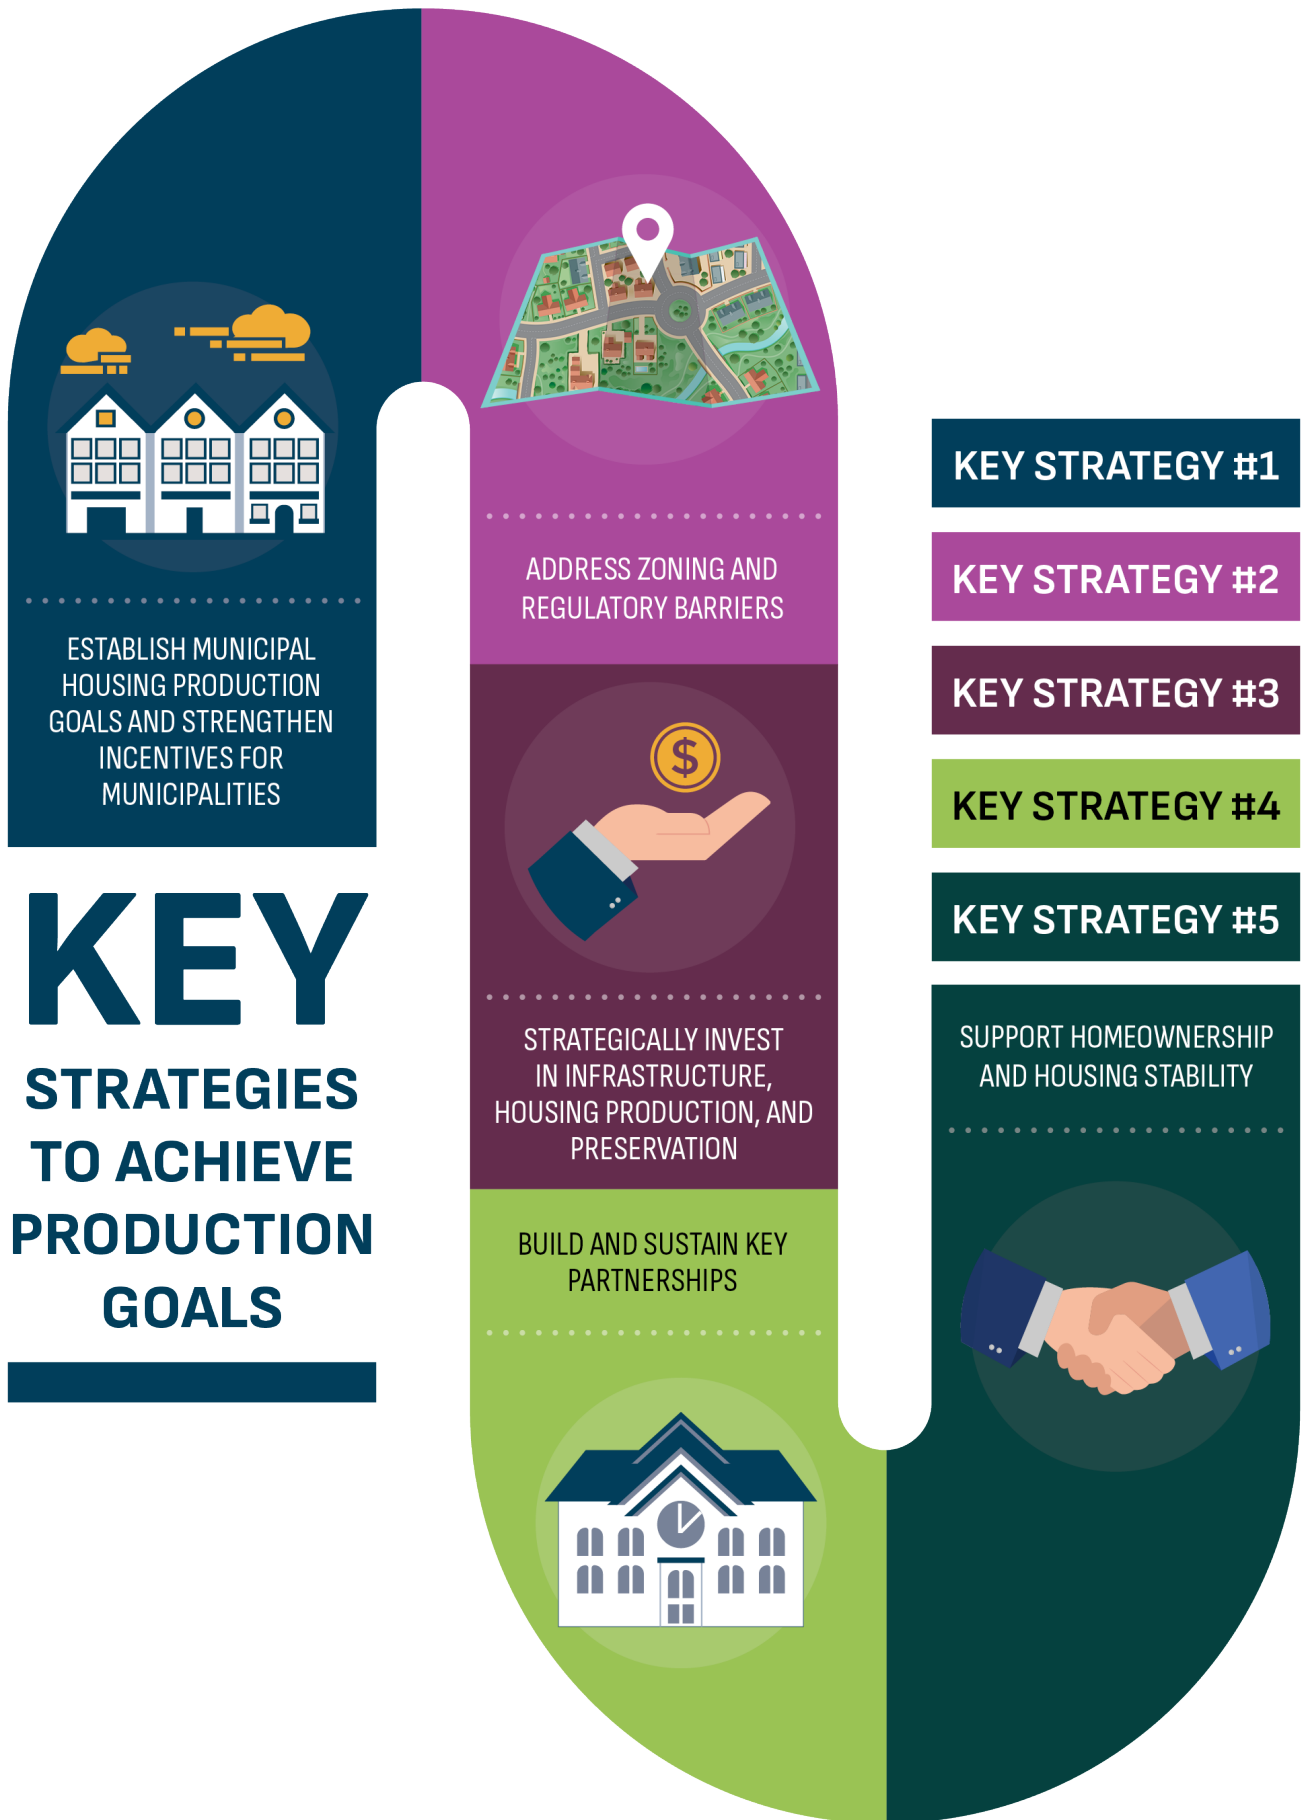 ESTABLISH MUNICIPAL
HOUSING PRODUCTION
GOALS AND STRENGTHEN
INCENTIVES FOR
MUNICIPALITIES
KEY
STRATEGIES
TO ACHIEVE
PRODUCTION
GOALS
ADDRESS ZONING AND
REGULATORY BARRIERS
$
STRATEGICALLY INVEST
IN INFRASTRUCTURE,
HOUSING PRODUCTION, AND
PRESERVATION
BUILD AND SUSTAIN KEY
PARTNERSHIPS
KEY STRATEGY #1
KEY STRATEGY #2
KEY STRATEGY #3
KEY STRATEGY #4
KEY STRATEGY #5
SUPPORT HOMEOWNERSHIP
AND HOUSING STABILITY